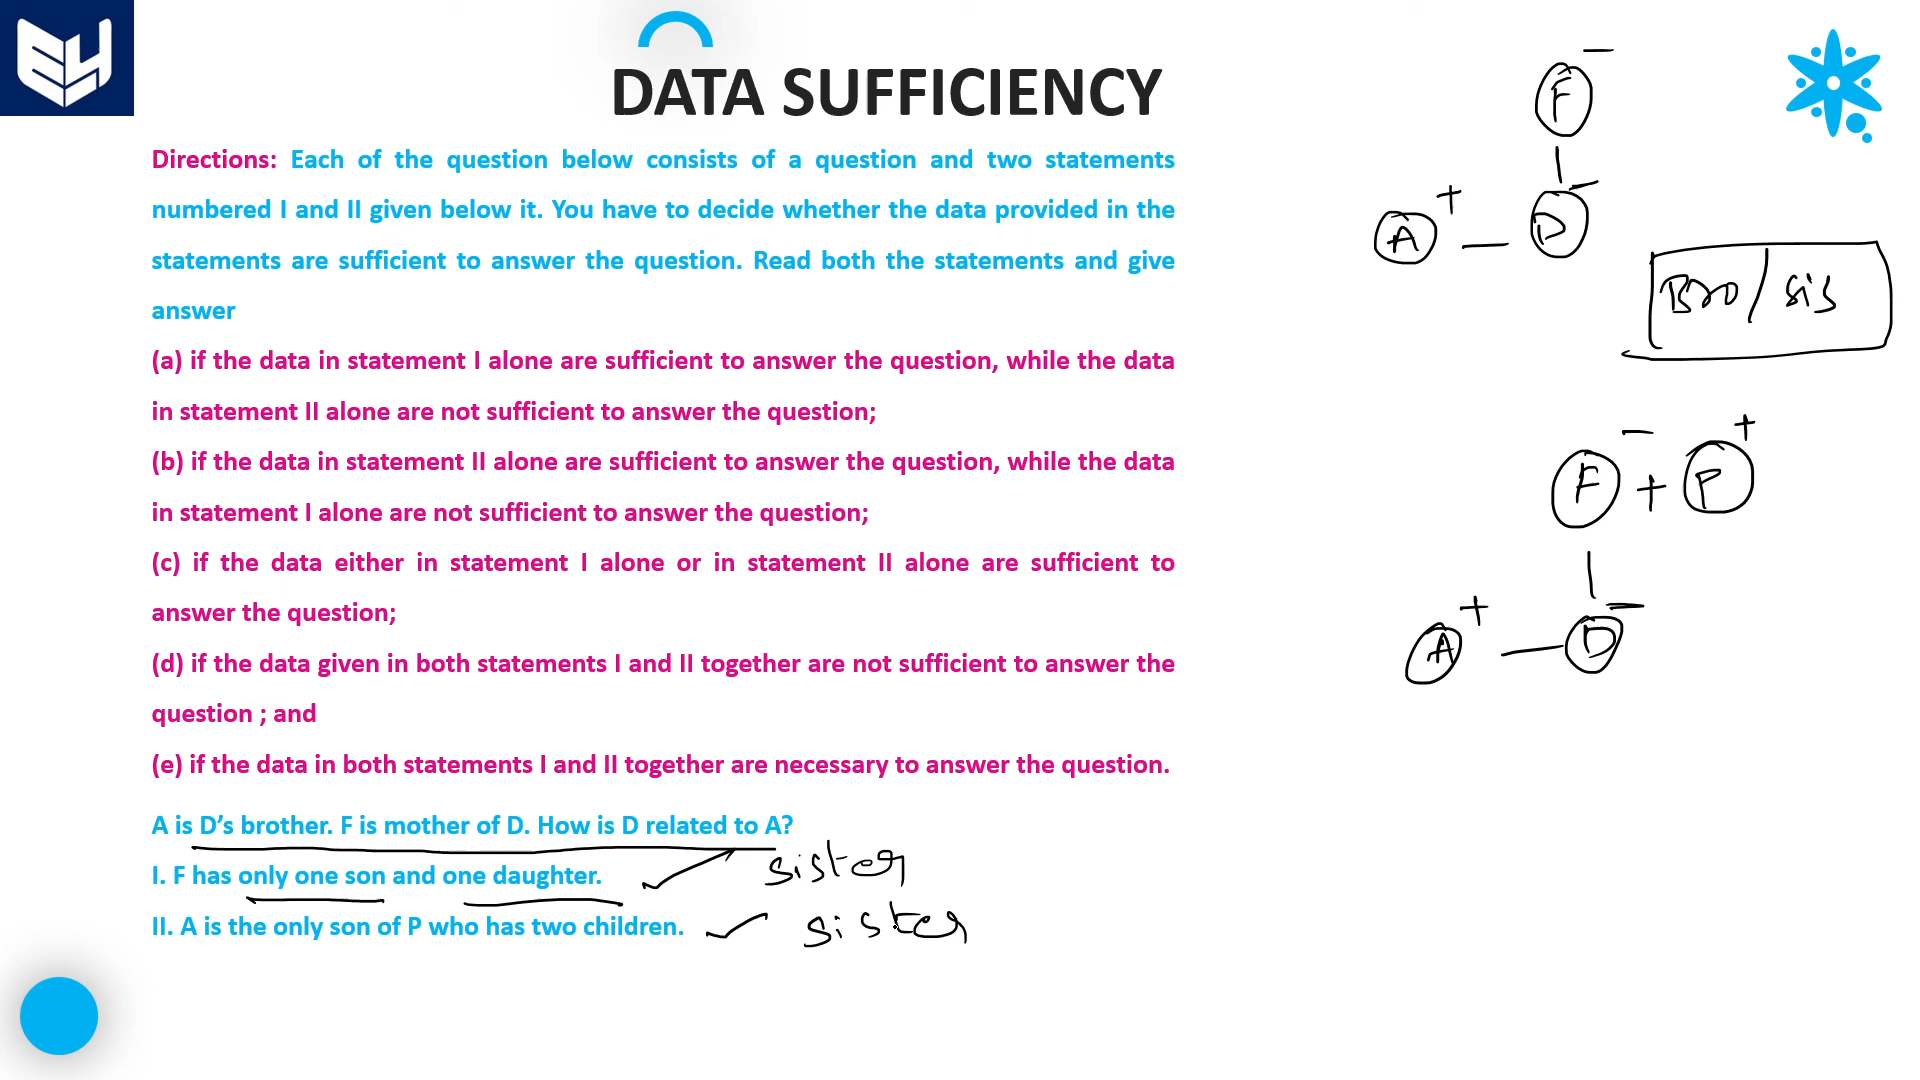 DATA SUFFICIENCY
Directions: Each of the question below consists of a question and two statements
numbered I and II given below it. You have to decide whether the data provided in the
statements are sufficient to answer the question. Read both the statements and give
answer
(a) if the data in statement I alone are sufficient to answer the question, while the data
in statement II alone are not sufficient to answer the question;
(b) if the data in statement II alone are sufficient to answer the question, while the data
in statement I alone are not sufficient to answer the question;
(c) if the data either in statement I alone or in statement II alone are sufficient to
answer the question;
(d) if the data given in both statements I and II together are not sufficient to answer the
question ; and
(e) if the data in both statements I and II together are necessary to answer the question.
A is D’s brother. F is mother of D. How is D related to A?
I. F has only one son and one daughter. sister
II. A is the only son of P who has two children. sister
F −
A + — D −
Bro/sis
F − + P +
A + — D −